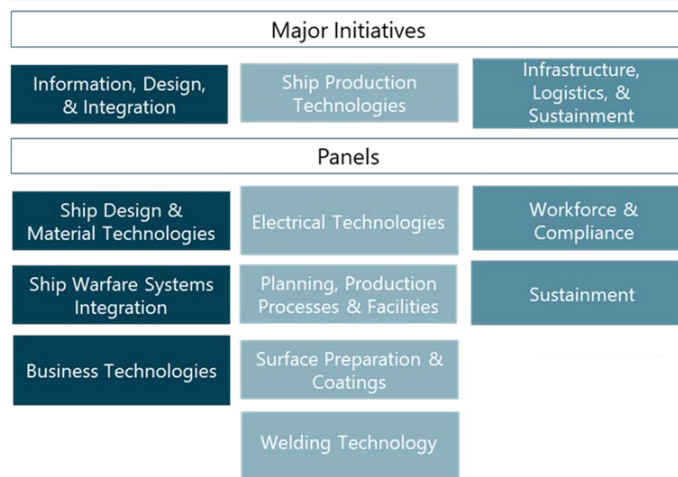 Major Initiatives
Information, Design,
& Integration
Ship Production
Technologies
Infrastructure,
Logistics, &
Sustainment
Panels
Ship Design &
Material Technologies
Electrical Technologies
Workforce &
Compliance
Ship Warfare Systems
Integration
Planning, Production
Processes & Facilities
Sustainment
Business Technologies
Surface Preparation &
Coatings
Welding Technology